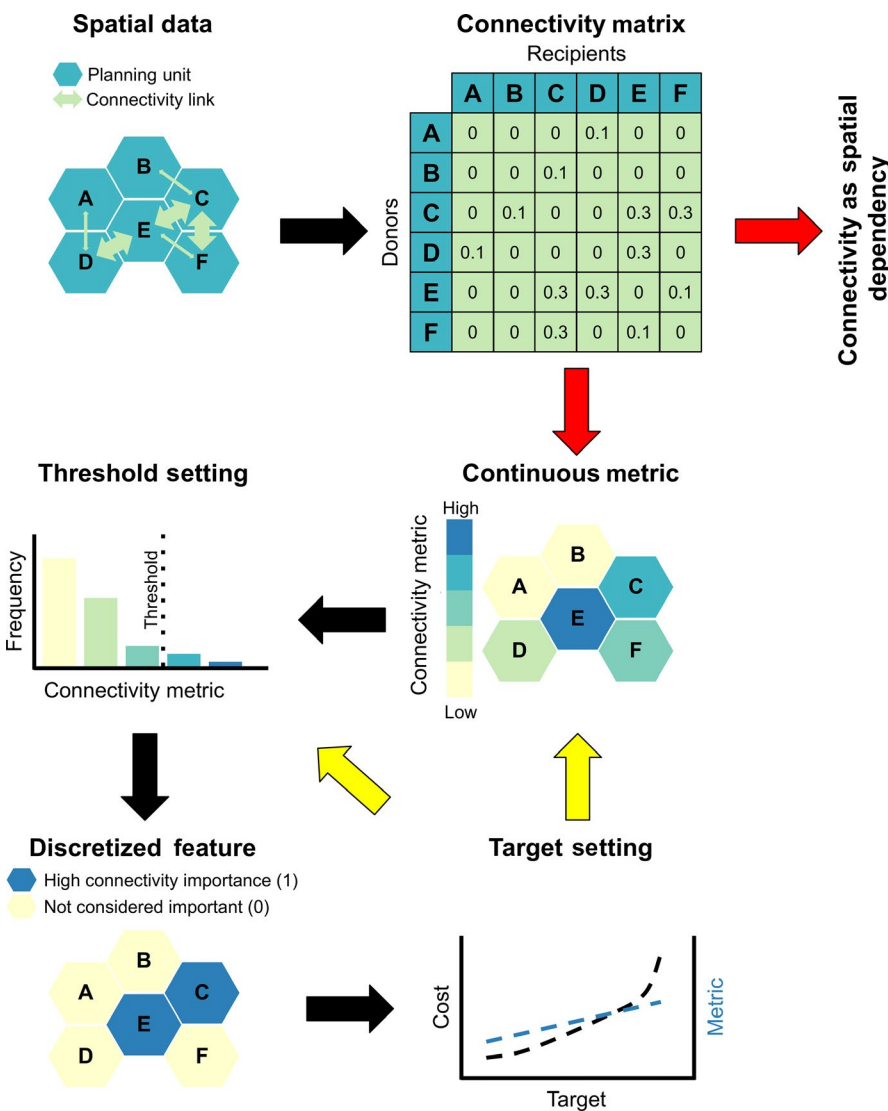 Spatial data
Planning unit
Connectivity link
A
B
C
D
E
F
Connectivity matrix
Recipients
Donors
A B C D E F
A 0 0 0 0.1 0 0
B 0 0 0.1 0 0 0
C 0 0.1 0 0 0.3 0.3
D 0.1 0 0 0 0.3 0
E 0 0 0.3 0.3 0 0.1
F 0 0 0.3 0 0.1 0
Connectivity as spatial
dependency
Threshold setting
Frequency
Threshold
Connectivity metric
Continuous metric
High
Connectivity metric
Low
A
B
C
D
E
F
Discretized feature
High connectivity importance (1)
Not considered important (0)
A
B
C
D
E
F
Target setting
Cost
Metric
Target